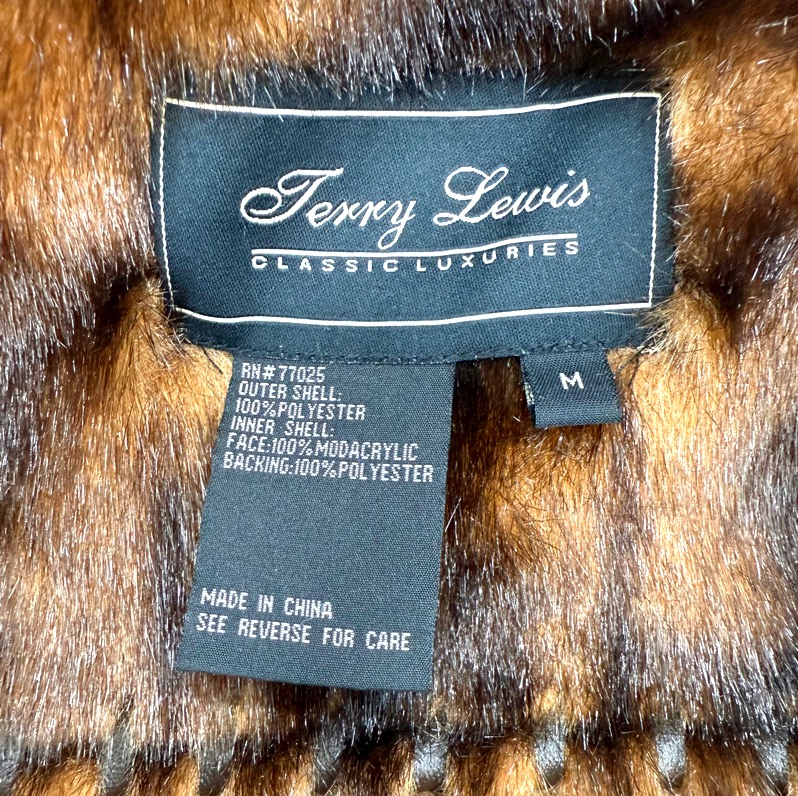 Terry Lewis
CLASSIC LUXURIES
RN#77025
OUTER SHELL:
100%POLYESTER
INNER SHELL:
FACE:100%MODACRYLIC
BACKING:100%POLYESTER
M
MADE IN CHINA
SEE REVERSE FOR CARE